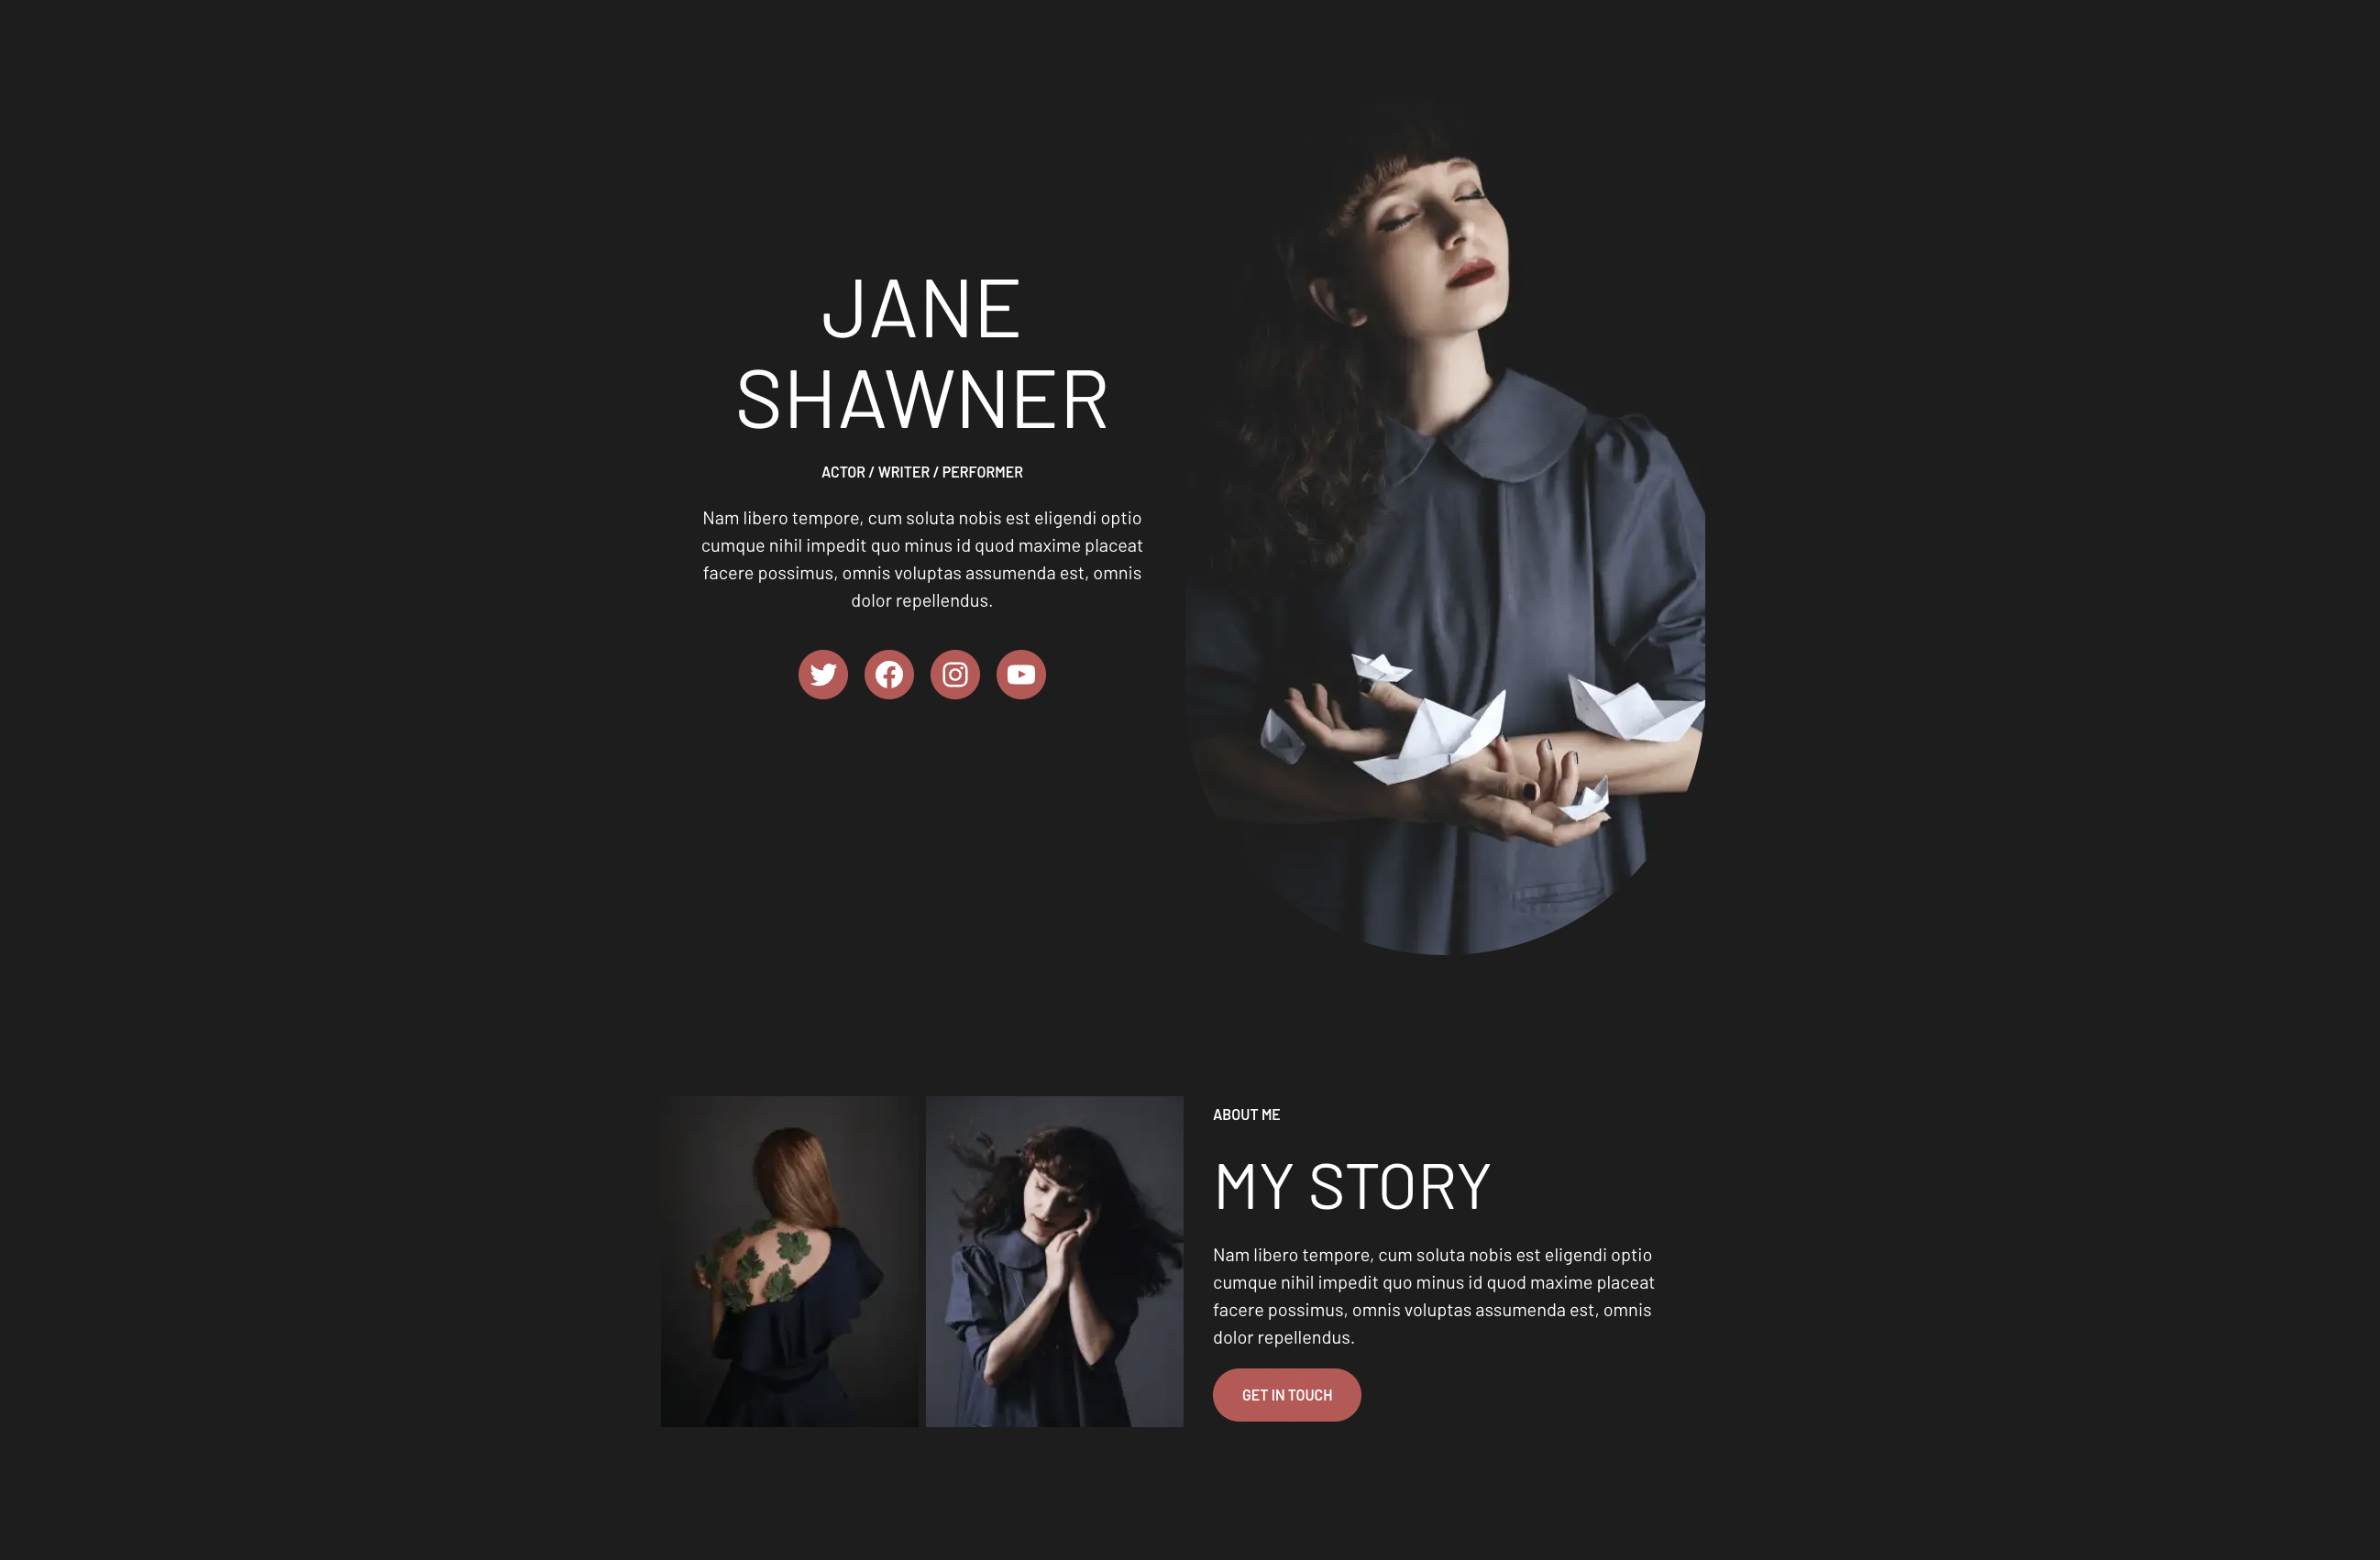 JANE
SHAWNER
ACTOR / WRITER / PERFORMER
Nam libero tempore, cum soluta nobis est eligendi optio
cumque nihil impedit quo minus id quod maxime placeat
facere possimus, omnis voluptas assumenda est, omnis
dolor repellendus.
ABOUT ME
MY STORY
Nam libero tempore, cum soluta nobis est eligendi optio
cumque nihil impedit quo minus id quod maxime placeat
facere possimus, omnis voluptas assumenda est, omnis
dolor repellendus.
GET IN TOUCH